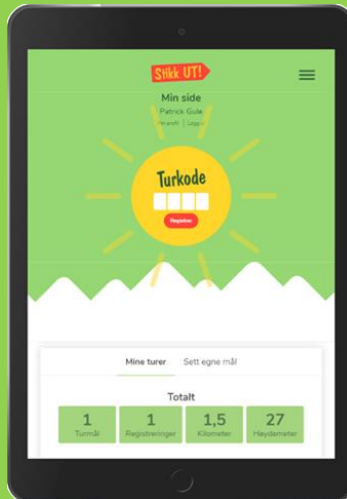 Stikk UT!
Min side
Patrick Gule
Turkode
Registrer
Mine turer Sett egne mål
Totalt
1 1 1,5 27
Turmål Registreringer Kilometer Høydemeter